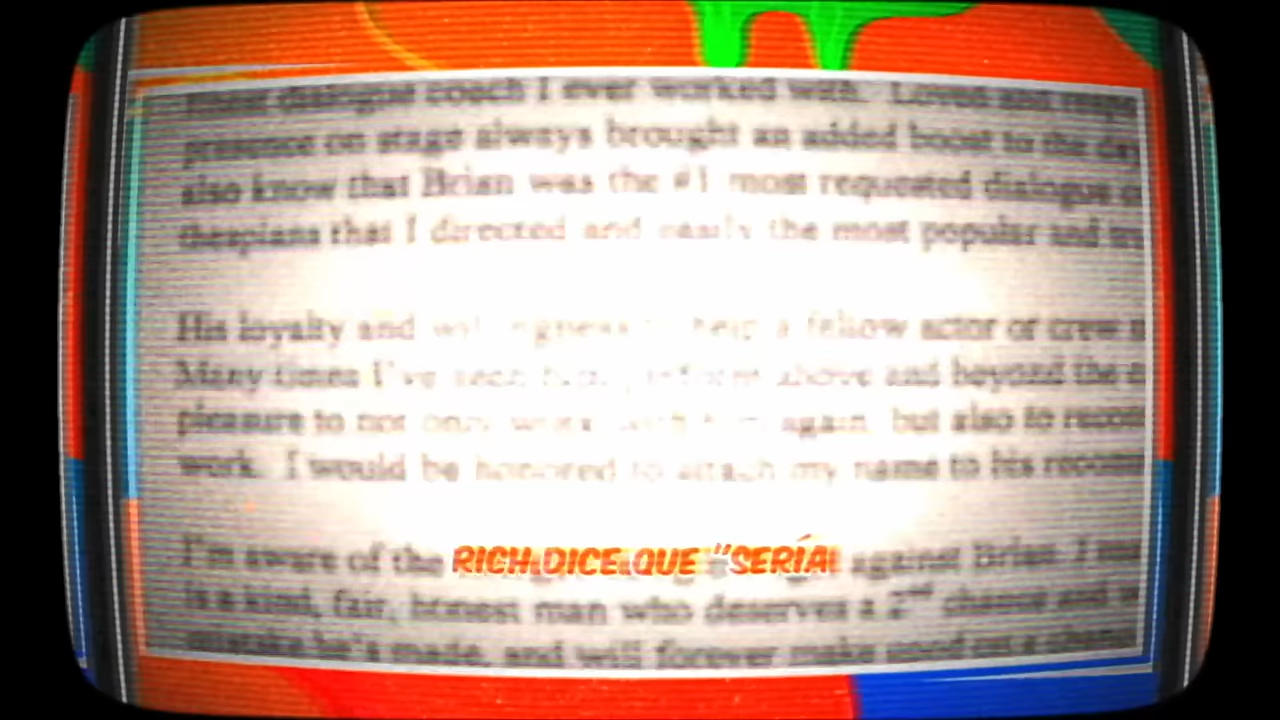 dialogue coach I ever worked with. Loved and
presence on stage always brought an added boost to the day
also know that Brian was the #1 most requested dialogue
thespians that I directed and easily the most popular and
His loyalty and willingness to help a fellow actor or crew
Many times I've seen him perform above and beyond the
pleasure to not only work with him again, but also to
work. I would be honored to attach my name to his
I'm aware of the against Brian. I
RICH DICE QUE "SERÍA
is a kind, fair, honest man who deserves a 2nd chance and
mistake he's made, and will forever make good on a